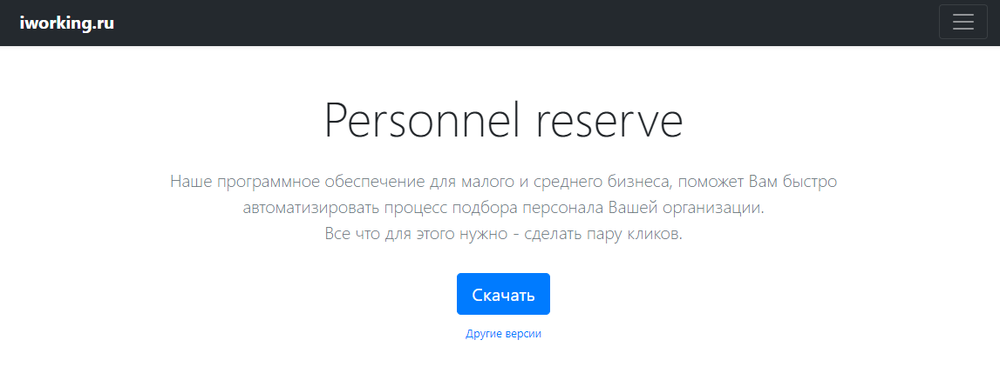 iworking.ru
Personnel reserve
Наше программное обеспечение для малого и среднего бизнеса, поможет Вам быстро
автоматизировать процесс подбора персонала Вашей организации.
Все что для этого нужно - сделать пару кликов.
Скачать
Другие версии